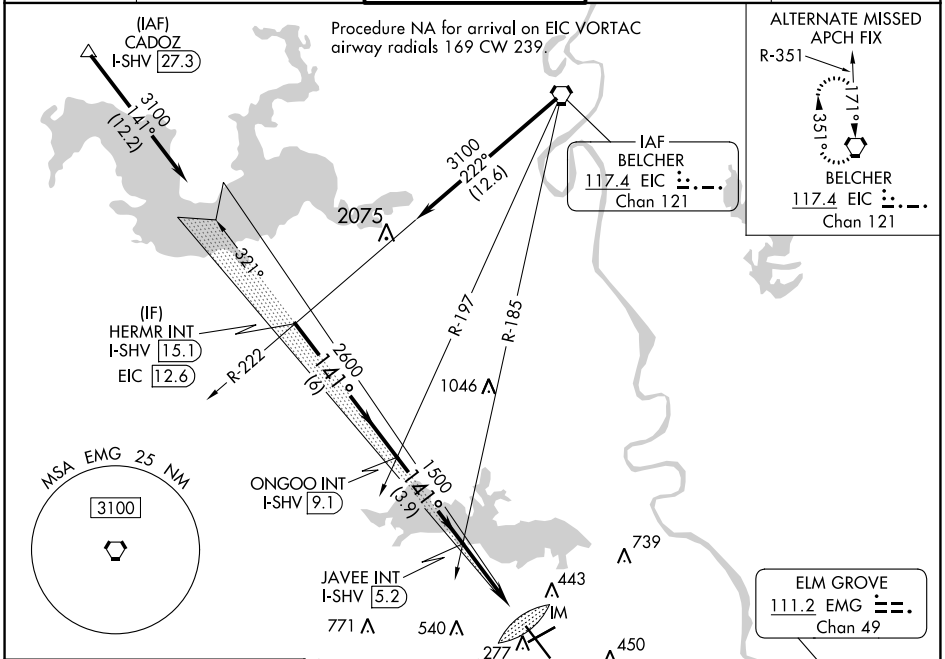 (IAF)
CADOZ
I-SHV 27.3
Procedure NA for arrival on EIC VORTAC
airway radials 169 CW 239.
ALTERNATE MISSED
APCH FIX
R-351
171°
351°
BELCHER
117.4 EIC
Chan 121
3100
141°
(12.2)
3100
222°
(12.6)
IAF
BELCHER
117.4 EIC
Chan 121
2075
321°
(IF)
HERMR INT
I-SHV 15.1
EIC 12.6
R-222
R-197
R-185
2600
141°
(6)
1046
MSA EMG 25 NM
3100
ONGOO INT
I-SHV 9.1
1500
141°
(3.9)
JAVEE INT
I-SHV 5.2
739
443
IM
771
540
277
450
ELM GROVE
111.2 EMG
Chan 49